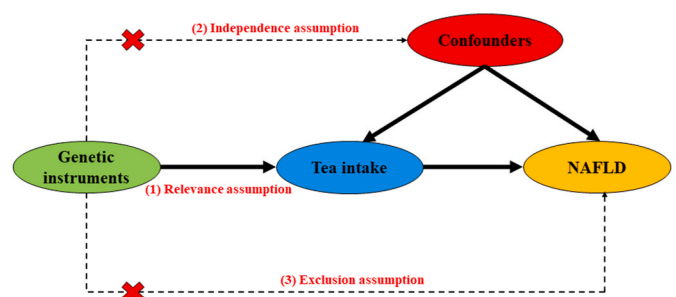 (2) Independence assumption
Confounders
Genetic
instruments
Tea intake
NAFLD
(1) Relevance assumption
(3) Exclusion assumption